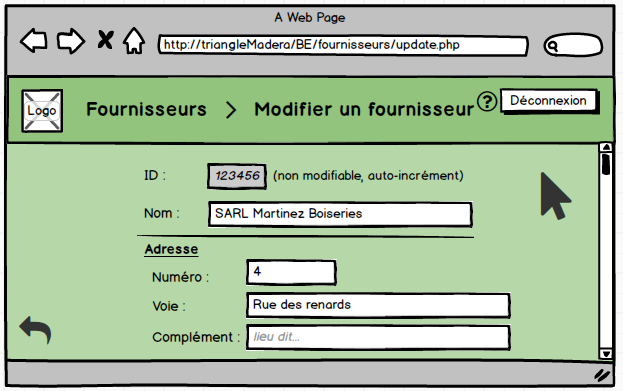 A Web Page
http://triangleMadera/BE/fournisseurs/update.php
Logo
Fournisseurs > Modifier un fournisseur
?
Déconnexion
ID : 123456 (non modifiable, auto-incrément)
Nom : SARL Martinez Boiseries
Adresse
Numéro : 4
Voie : Rue des renards
Complément : lieu dit...